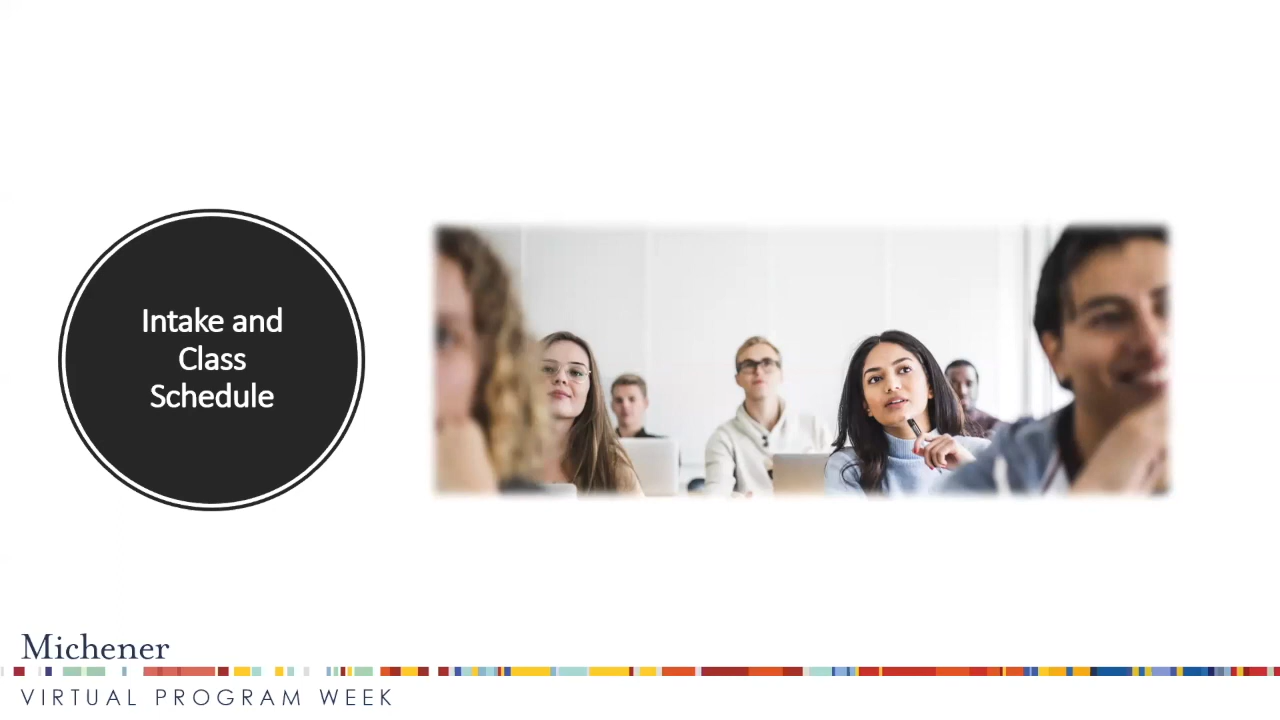 Intake and
Class
Schedule
Michener
VIRTUAL PROGRAM WEEK